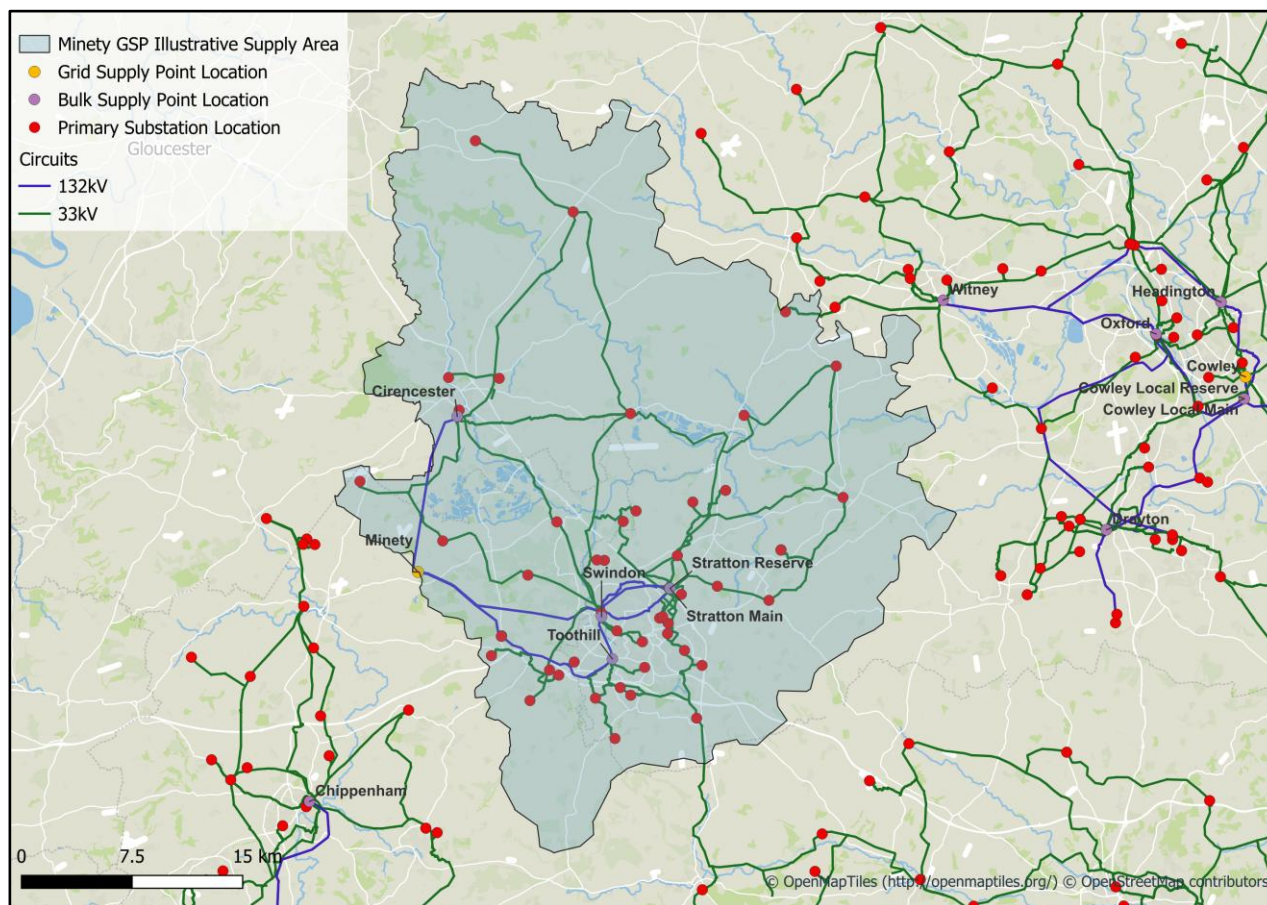 Minety GSP Illustrative Supply Area
Grid Supply Point Location
Bulk Supply Point Location
Primary Substation Location
Gloucester
Circuits
132kV
33kV
Witney
Headington
Oxford
Cowley
Cowley Local Reserve
Cowley Local Main
Cirencester
Drayton
Minety
Swindon
Stratton Reserve
Stratton Main
Toothill
Chippenham
0 7.5 15 km
© OpenMapTiles (http://openmaptiles.org/) © OpenStreetMap contributors